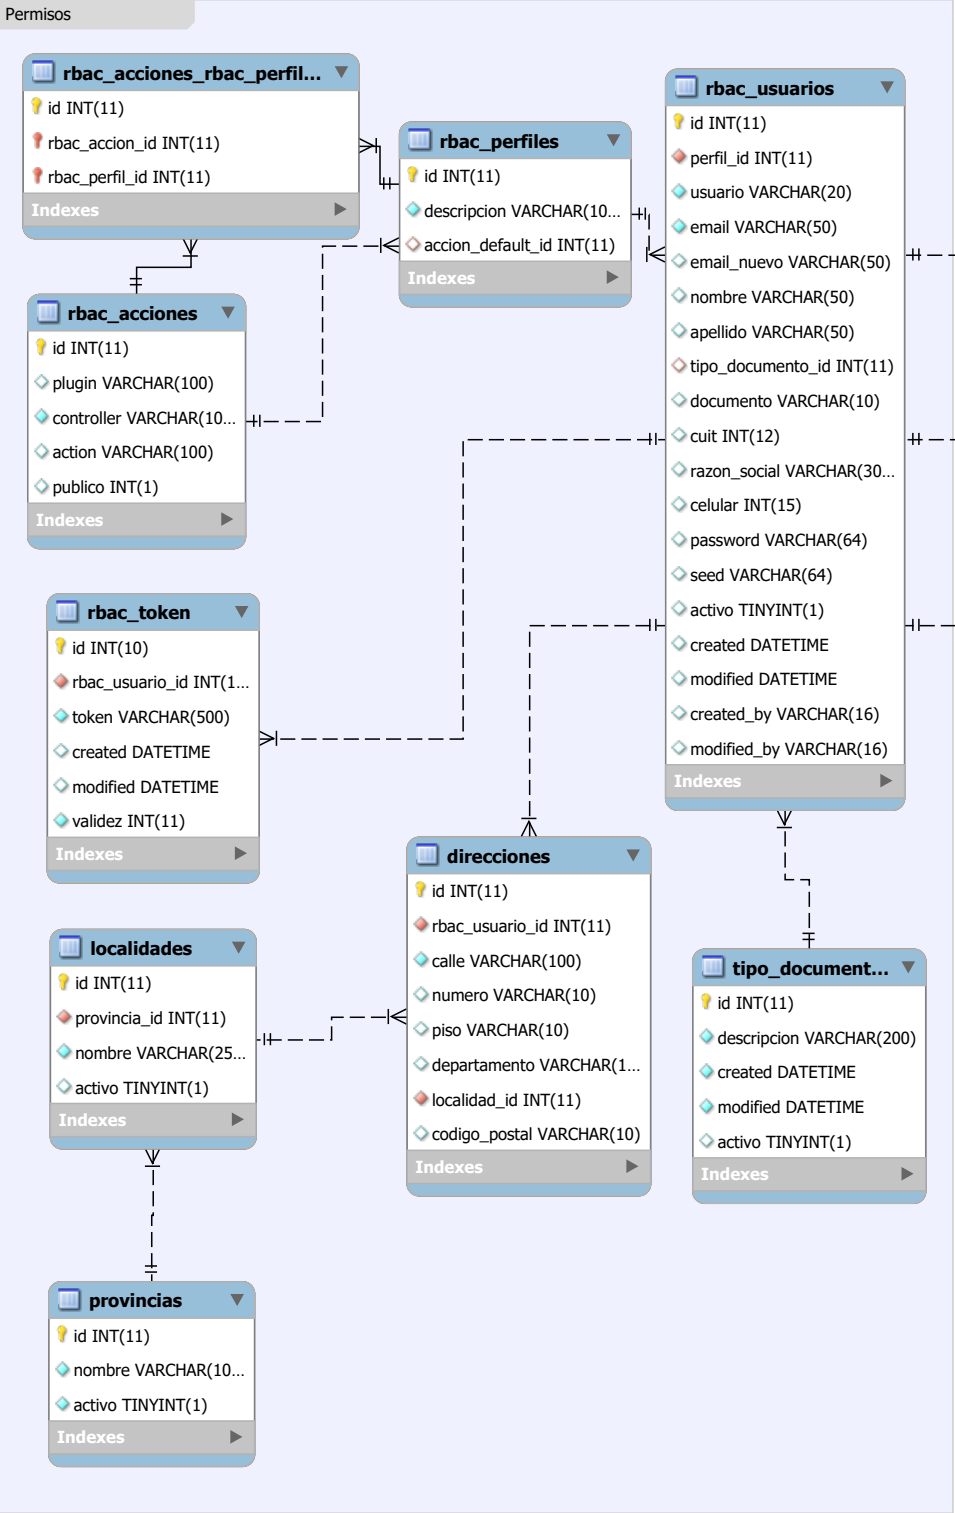 Permisos
rbac_acciones_rbac_perfil...
id INT(11)
rbac_accion_id INT(11)
rbac_perfil_id INT(11)
Indexes
rbac_perfiles
id INT(11)
descripcion VARCHAR(10...
accion_default_id INT(11)
Indexes
rbac_usuarios
id INT(11)
perfil_id INT(11)
usuario VARCHAR(20)
email VARCHAR(50)
email_nuevo VARCHAR(50)
nombre VARCHAR(50)
apellido VARCHAR(50)
tipo_documento_id INT(11)
documento VARCHAR(10)
cuit INT(12)
razon_social VARCHAR(30...
celular INT(15)
password VARCHAR(64)
seed VARCHAR(64)
activo TINYINT(1)
created DATETIME
modified DATETIME
created_by VARCHAR(16)
modified_by VARCHAR(16)
Indexes
rbac_acciones
id INT(11)
plugin VARCHAR(100)
controller VARCHAR(10...
action VARCHAR(100)
publico INT(1)
Indexes
rbac_token
id INT(10)
rbac_usuario_id INT(1...
token VARCHAR(500)
created DATETIME
modified DATETIME
validez INT(11)
Indexes
direcciones
id INT(11)
rbac_usuario_id INT(11)
calle VARCHAR(100)
numero VARCHAR(10)
piso VARCHAR(10)
departamento VARCHAR(1...
localidad_id INT(11)
codigo_postal VARCHAR(10)
Indexes
localidades
id INT(11)
provincia_id INT(11)
nombre VARCHAR(25...
activo TINYINT(1)
Indexes
tipo_document...
id INT(11)
descripcion VARCHAR(200)
created DATETIME
modified DATETIME
activo TINYINT(1)
Indexes
provincias
id INT(11)
nombre VARCHAR(10...
activo TINYINT(1)
Indexes